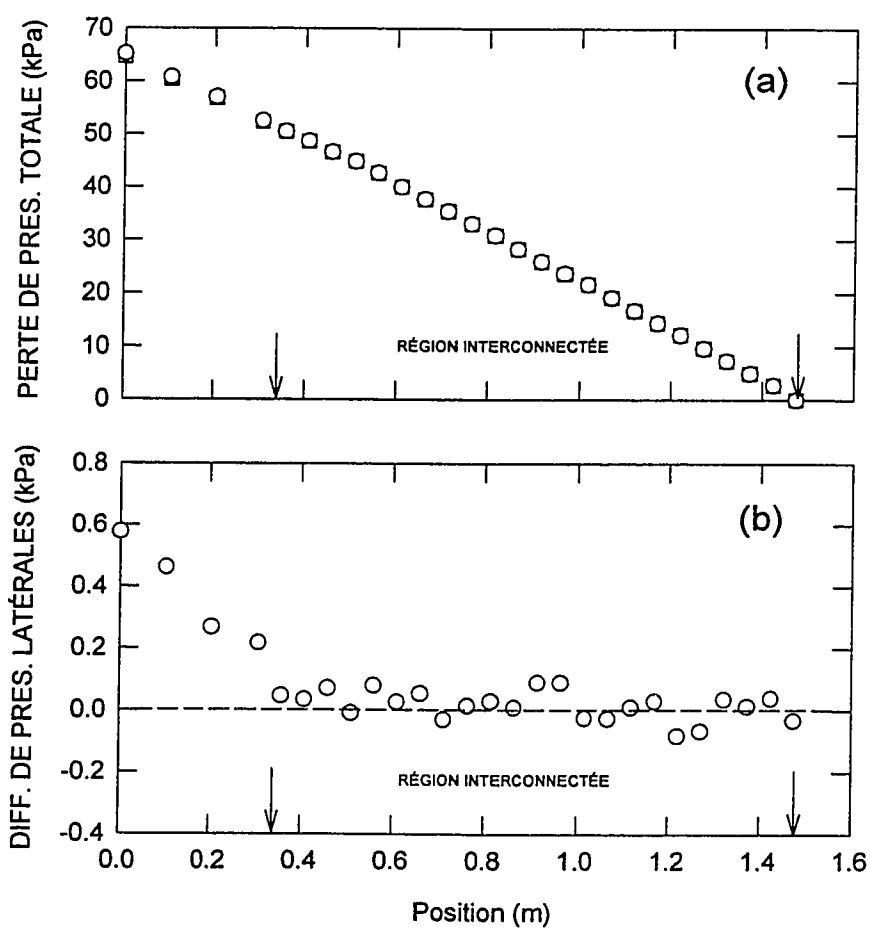 PERTE DE PRES. TOTALE (kPa)
70
60
50
40
30
20
10
0
(a)
RÉGION INTERCONNECTÉE
DIFF. DE PRES. LATÉRALES (kPa)
0.8
0.6
0.4
0.2
0.0
-0.2
-0.4
(b)
RÉGION INTERCONNECTÉE
0.0 0.2 0.4 0.6 0.8 1.0 1.2 1.4 1.6
Position (m)